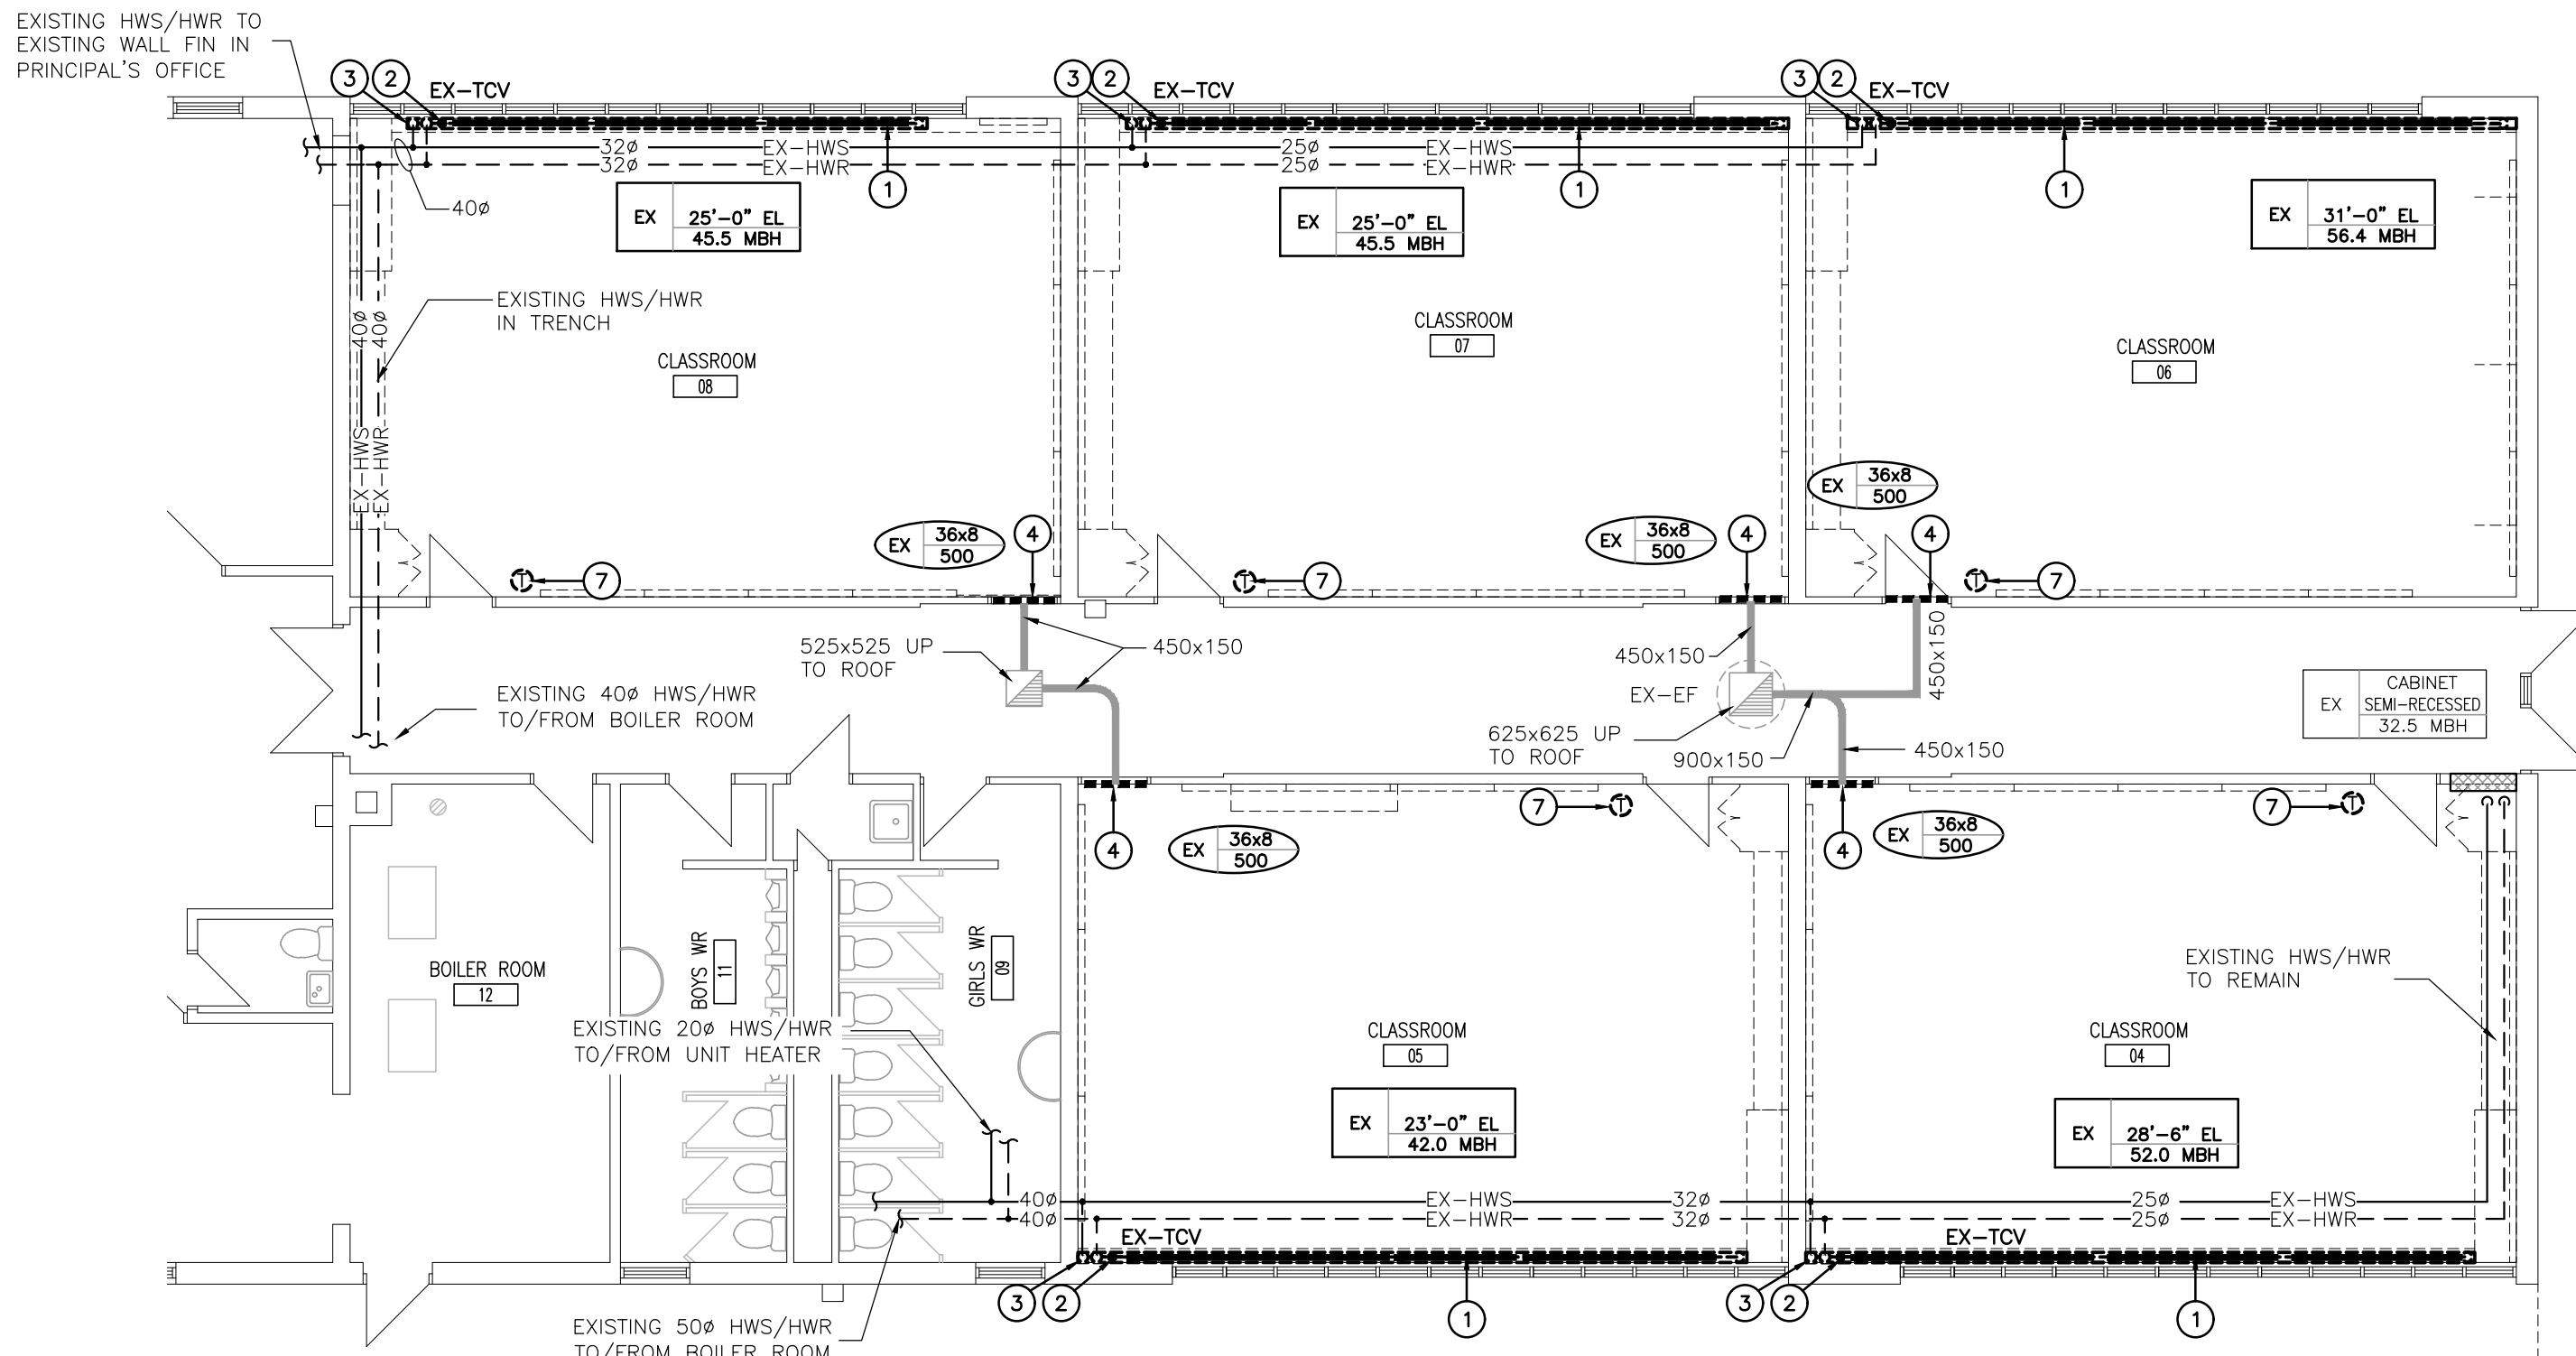 EXISTING HWS/HWR TO
EXISTING WALL FIN IN
PRINCIPAL'S OFFICE
3
2
EX-TCV
3
2
EX-TCV
3
2
EX-TCV
32ø
EX-HWS
25ø
EX-HWS
32ø
EX-HWR
25ø
EX-HWR
1
1
1
40ø
EX
25'-0" EL
45.5 MBH
EX
25'-0" EL
45.5 MBH
EX
31'-0" EL
56.4 MBH
EXISTING HWS/HWR
IN TRENCH
40ø
40ø
EX-HWS
EX-HWR
CLASSROOM
08
CLASSROOM
07
CLASSROOM
06
EX
36x8
500
4
EX
36x8
500
4
EX
36x8
500
4
T
7
T
7
T
7
525x525 UP
TO ROOF
450x150
450x150
450x150
EX-EF
625x625 UP
TO ROOF
900x150
450x150
EXISTING 40ø HWS/HWR
TO/FROM BOILER ROOM
EX
CABINET
SEMI-RECESSED
32.5 MBH
4
EX
36x8
500
7
T
4
EX
36x8
500
7
T
BOILER ROOM
12
BOYS WR
11
GIRLS WR
09
EXISTING 20ø HWS/HWR
TO/FROM UNIT HEATER
CLASSROOM
05
CLASSROOM
04
EXISTING HWS/HWR
TO REMAIN
EX
23'-0" EL
42.0 MBH
EX
28'-6" EL
52.0 MBH
40ø
EX-HWS
32ø
25ø
EX-HWS
40ø
EX-HWR
32ø
25ø
EX-HWR
EX-TCV
EX-TCV
3
2
1
3
2
1
EXISTING 50ø HWS/HWR
TO/FROM BOILER ROOM